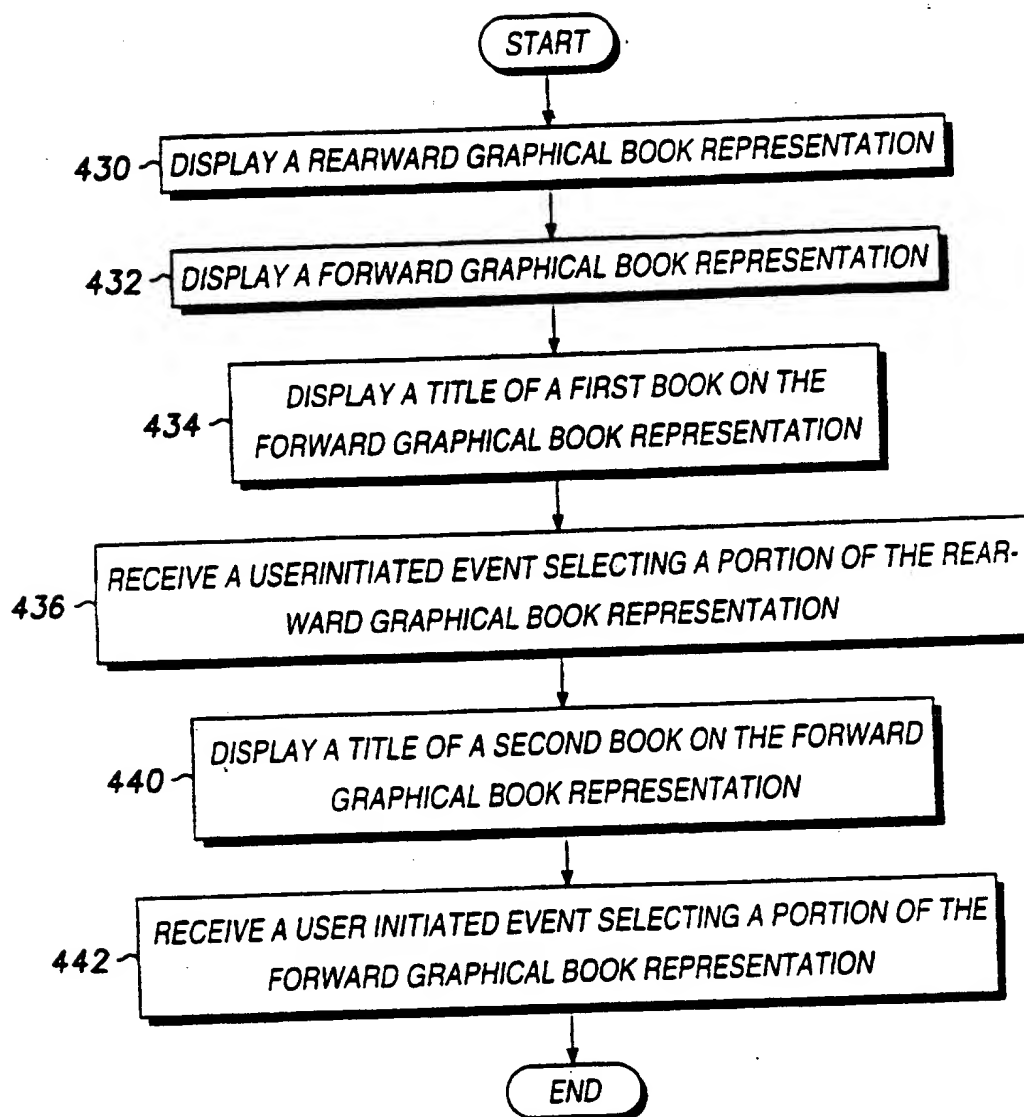 START
430 DISPLAY A REARWARD GRAPHICAL BOOK REPRESENTATION
432 DISPLAY A FORWARD GRAPHICAL BOOK REPRESENTATION
DISPLAY A TITLE OF A FIRST BOOK ON THE
434 FORWARD GRAPHICAL BOOK REPRESENTATION
RECEIVE A USERINITIATED EVENT SELECTING A PORTION OF THE REAR-
436 WARD GRAPHICAL BOOK REPRESENTATION
DISPLAY A TITLE OF A SECOND BOOK ON THE FORWARD
440 GRAPHICAL BOOK REPRESENTATION
RECEIVE A USER INITIATED EVENT SELECTING A PORTION OF THE
442 FORWARD GRAPHICAL BOOK REPRESENTATION
END